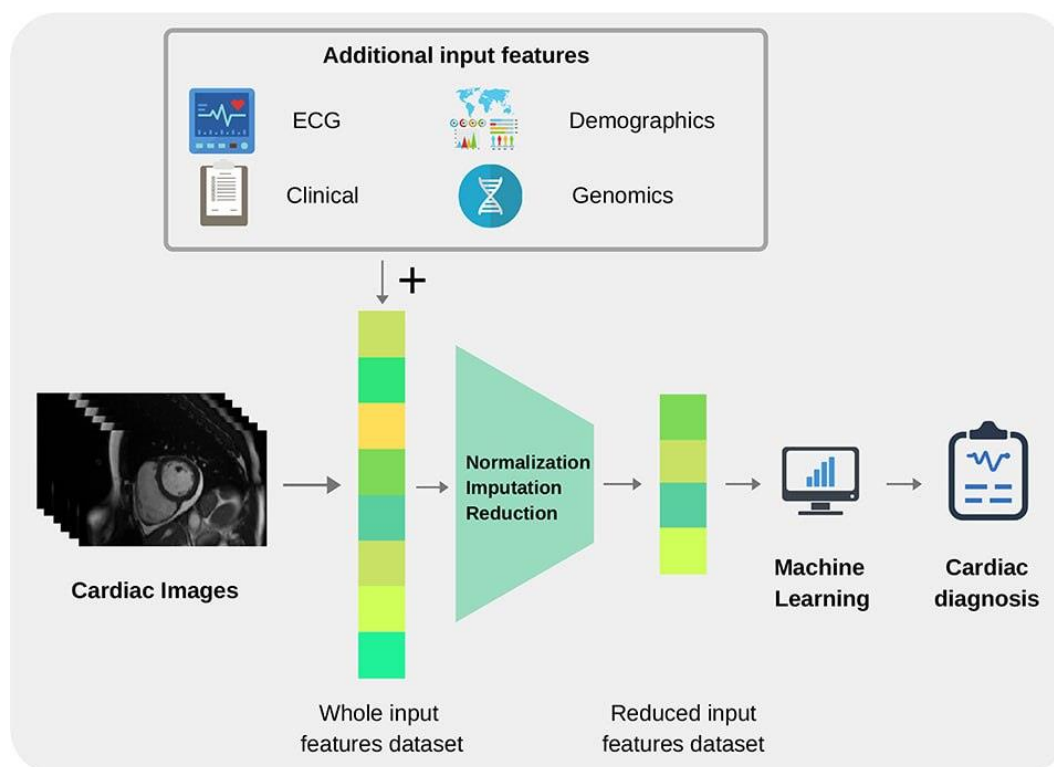 Additional input features
ECG
Demographics
Clinical
Genomics
+
Normalization
Imputation
Reduction
Cardiac Images
Machine
Learning
Cardiac
diagnosis
Whole input
features dataset
Reduced input
features dataset